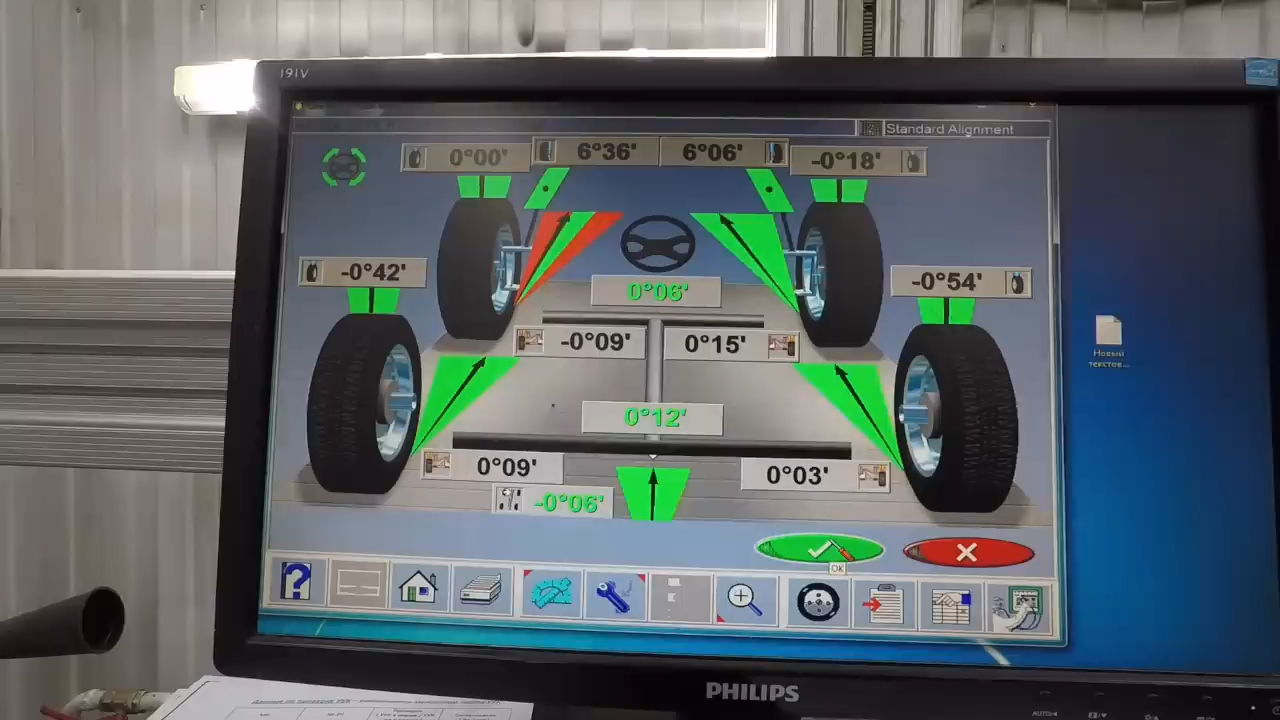 191V
Standard Alignment
0°00'
6°36'
6°06'
-0°18'
-0°42'
-0°54'
0°06'
-0°09'
0°15'
0°12'
0°09'
0°03'
-0°06'
OK
Новый
текстов...
PHILIPS
AUTO